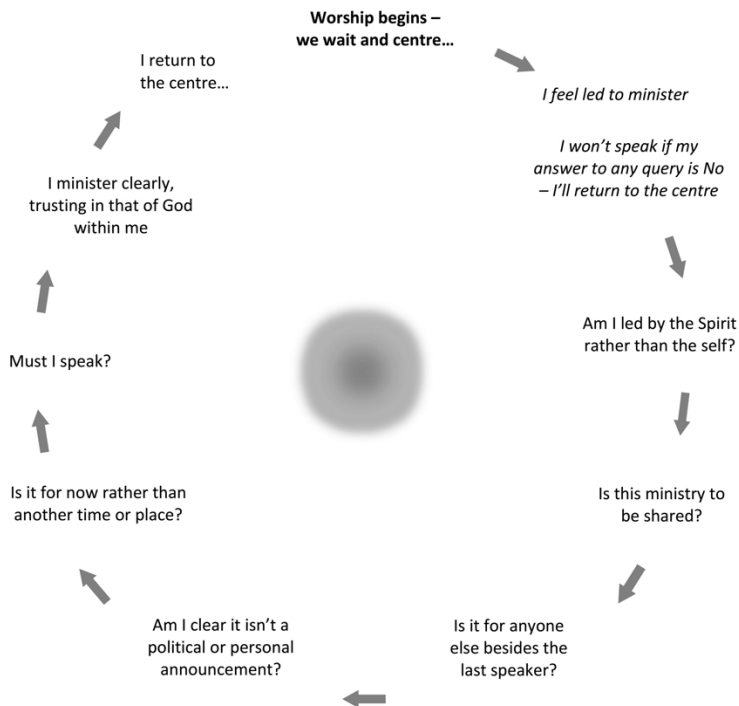 Worship begins –
we wait and centre…
I feel led to minister
I won’t speak if my
answer to any query is No
– I’ll return to the centre
Am I led by the Spirit
rather than the self?
Is this ministry to
be shared?
Is it for anyone
else besides the
last speaker?
Am I clear it isn’t a
political or personal
announcement?
Is it for now rather than
another time or place?
Must I speak?
I minister clearly,
trusting in that of God
within me
I return to
the centre…